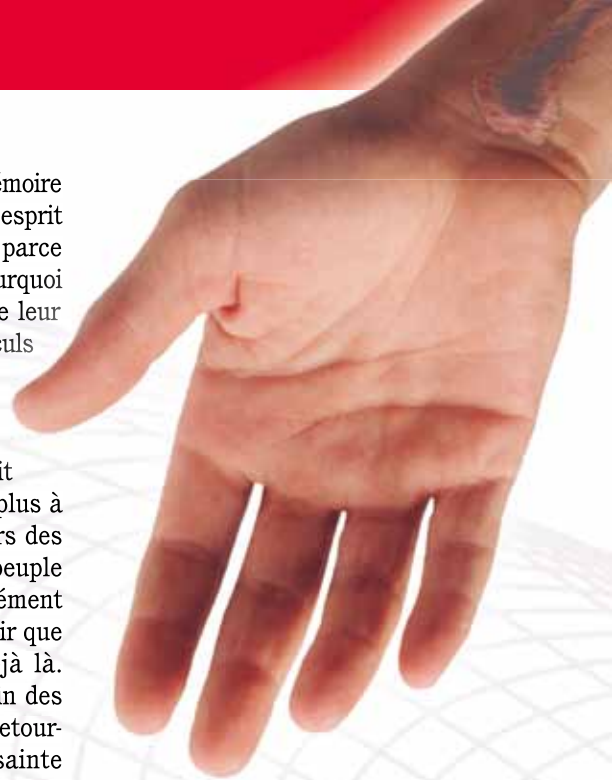 émoire
esprit
parce
urquoi
e leur
culs
it
plus à
rs des
peuple
ément
ir que
jà là.
an des
etour-
sainte